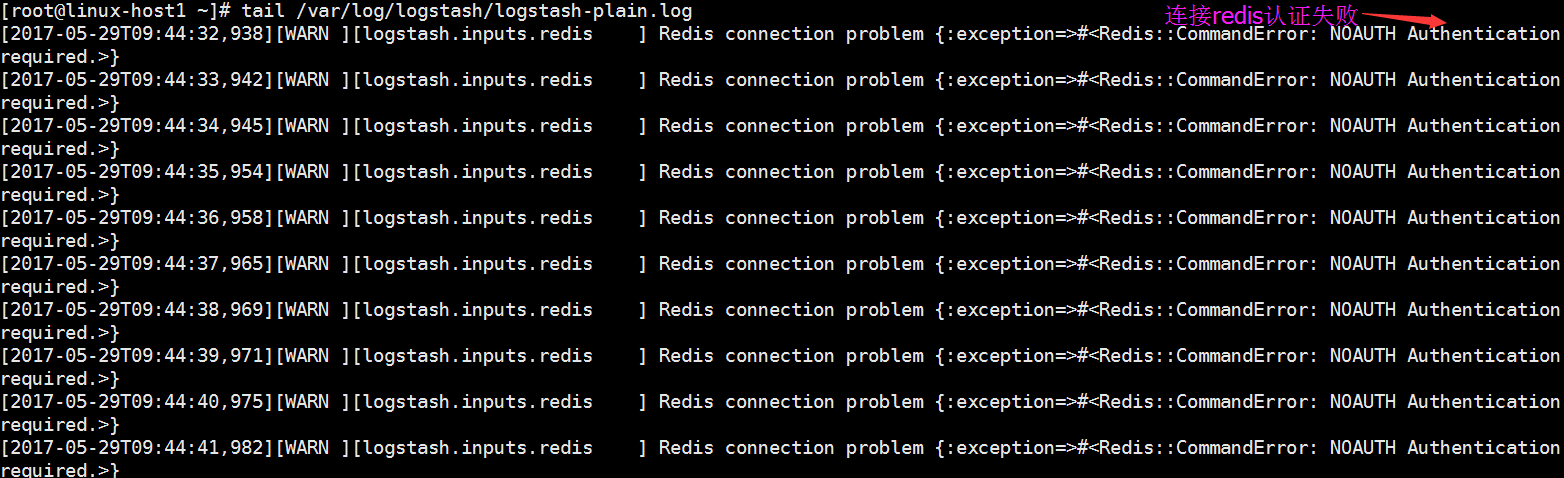 [root@linux-host1 ~]# tail /var/log/logstash/logstash-plain.log
连接redis认证失败
[2017-05-29T09:44:32,938][WARN ][logstash.inputs.redis    ] Redis connection problem {:exception=>#<Redis::CommandError: NOAUTH Authentication
required.>}
[2017-05-29T09:44:33,942][WARN ][logstash.inputs.redis    ] Redis connection problem {:exception=>#<Redis::CommandError: NOAUTH Authentication
required.>}
[2017-05-29T09:44:34,945][WARN ][logstash.inputs.redis    ] Redis connection problem {:exception=>#<Redis::CommandError: NOAUTH Authentication
required.>}
[2017-05-29T09:44:35,954][WARN ][logstash.inputs.redis    ] Redis connection problem {:exception=>#<Redis::CommandError: NOAUTH Authentication
required.>}
[2017-05-29T09:44:36,958][WARN ][logstash.inputs.redis    ] Redis connection problem {:exception=>#<Redis::CommandError: NOAUTH Authentication
required.>}
[2017-05-29T09:44:37,965][WARN ][logstash.inputs.redis    ] Redis connection problem {:exception=>#<Redis::CommandError: NOAUTH Authentication
required.>}
[2017-05-29T09:44:38,969][WARN ][logstash.inputs.redis    ] Redis connection problem {:exception=>#<Redis::CommandError: NOAUTH Authentication
required.>}
[2017-05-29T09:44:39,971][WARN ][logstash.inputs.redis    ] Redis connection problem {:exception=>#<Redis::CommandError: NOAUTH Authentication
required.>}
[2017-05-29T09:44:40,975][WARN ][logstash.inputs.redis    ] Redis connection problem {:exception=>#<Redis::CommandError: NOAUTH Authentication
required.>}
[2017-05-29T09:44:41,982][WARN ][logstash.inputs.redis    ] Redis connection problem {:exception=>#<Redis::CommandError: NOAUTH Authentication
required.>}